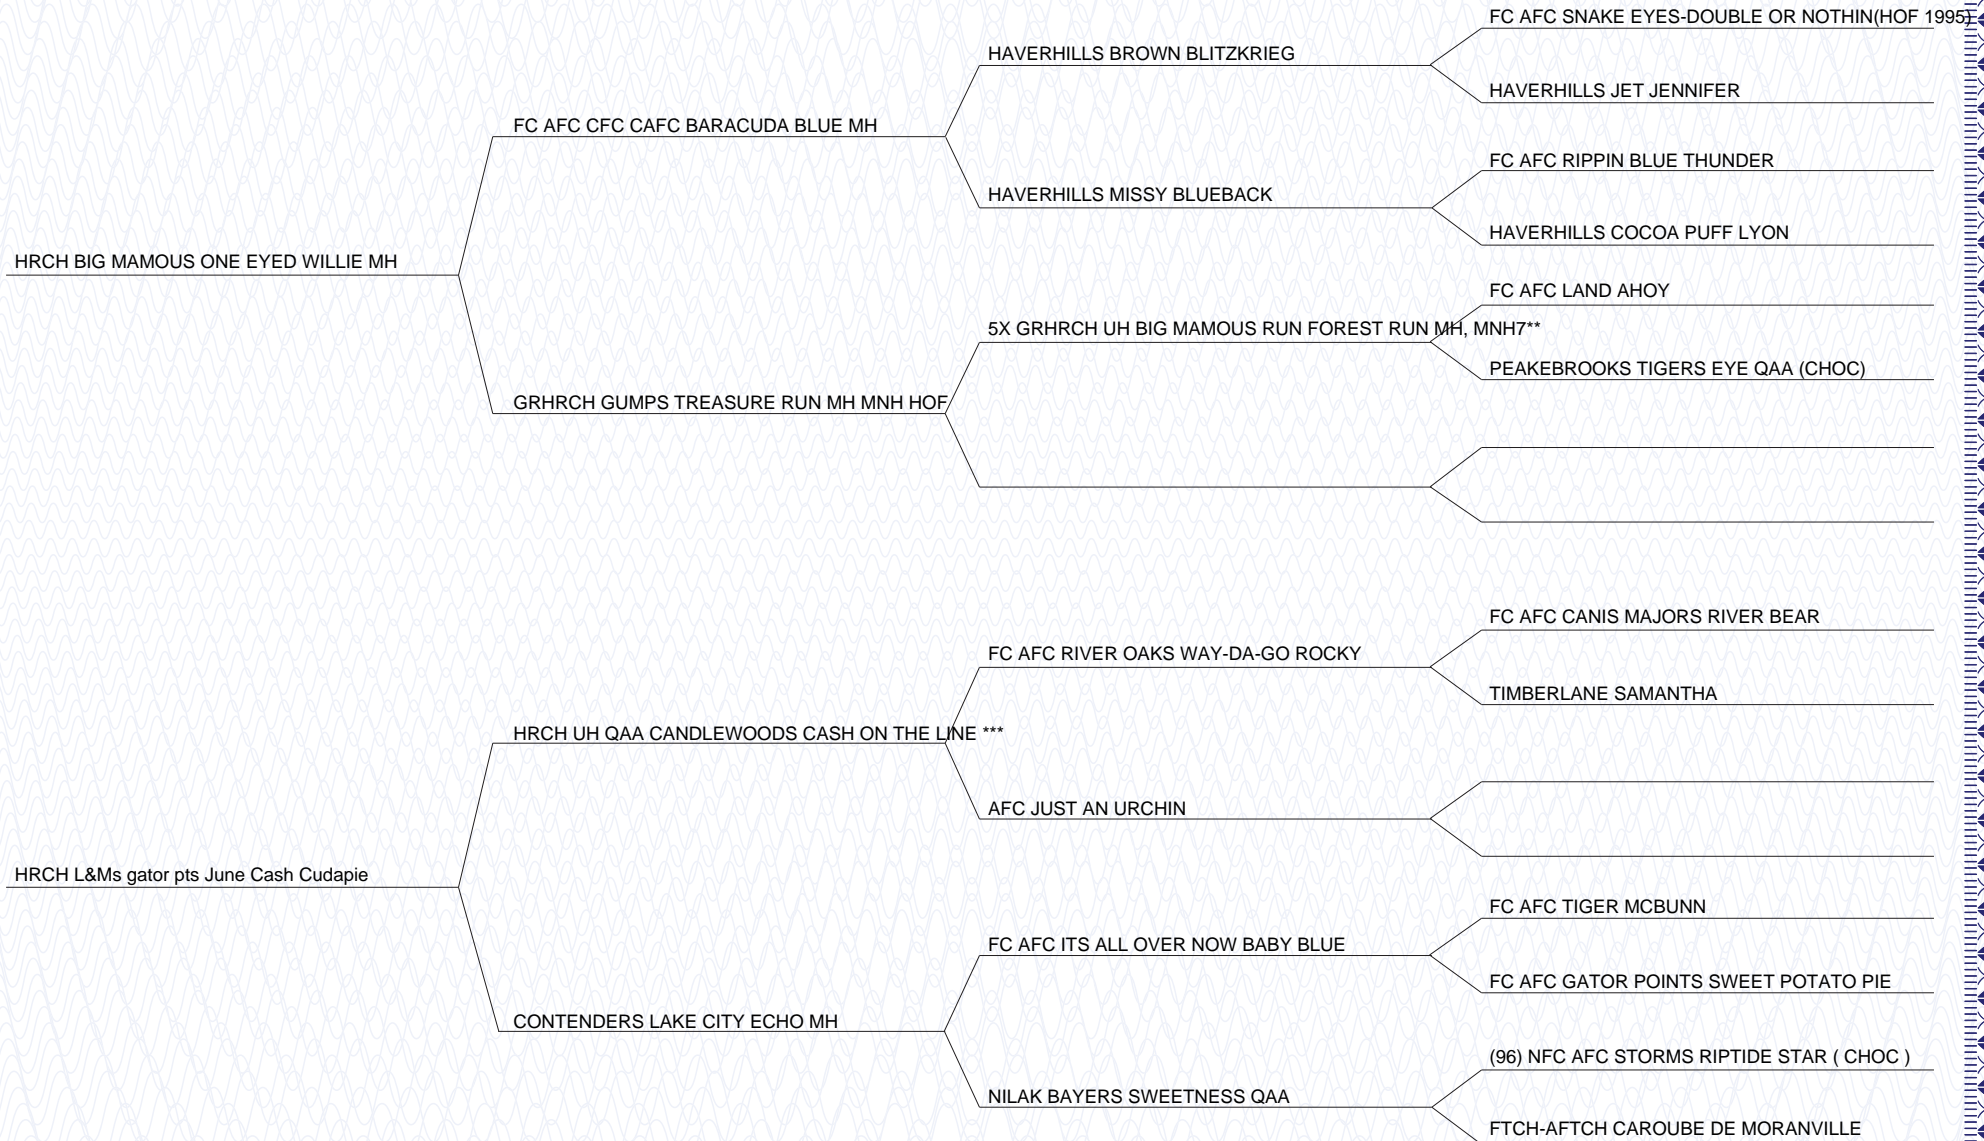 FC AFC SNAKE EYES-DOUBLE OR NOTHIN(HOF 1995)
HAVERHILLS BROWN BLITZKRIEG
HAVERHILLS JET JENNIFER
FC AFC CFC CAFC BARACUDA BLUE MH
FC AFC RIPPIN BLUE THUNDER
HAVERHILLS MISSY BLUEBACK
HAVERHILLS COCOA PUFF LYON
HRCH BIG MAMOUS ONE EYED WILLIE MH
FC AFC LAND AHOY
5X GRHRCH UH BIG MAMOUS RUN FOREST RUN MH, MNH7**
PEAKEBROOKS TIGERS EYE QAA (CHOC)
GRHRCH GUMPS TREASURE RUN MH MNH HOF
FC AFC CANIS MAJORS RIVER BEAR
FC AFC RIVER OAKS WAY-DA-GO ROCKY
TIMBERLANE SAMANTHA
HRCH UH QAA CANDLEWOODS CASH ON THE LINE ***
AFC JUST AN URCHIN
HRCH L&Ms gator pts June Cash Cudapie
FC AFC TIGER MCBUNN
FC AFC ITS ALL OVER NOW BABY BLUE
FC AFC GATOR POINTS SWEET POTATO PIE
CONTENDERS LAKE CITY ECHO MH
(96) NFC AFC STORMS RIPTIDE STAR ( CHOC )
NILAK BAYERS SWEETNESS QAA
FTCH-AFTCH CAROUBE DE MORANVILLE